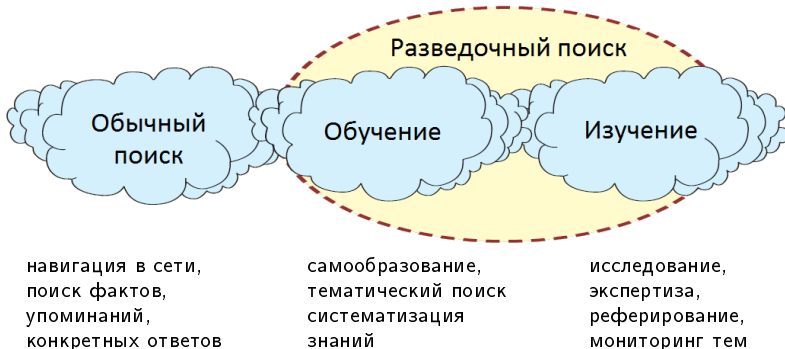 Разведочный поиск
Обычный
поиск
Обучение
Изучение
навигация в сети,
поиск фактов,
упоминаний,
конкретных ответов
самообразование,
тематический поиск
систематизация
знаний
исследование,
экспертиза,
реферирование,
мониторинг тем